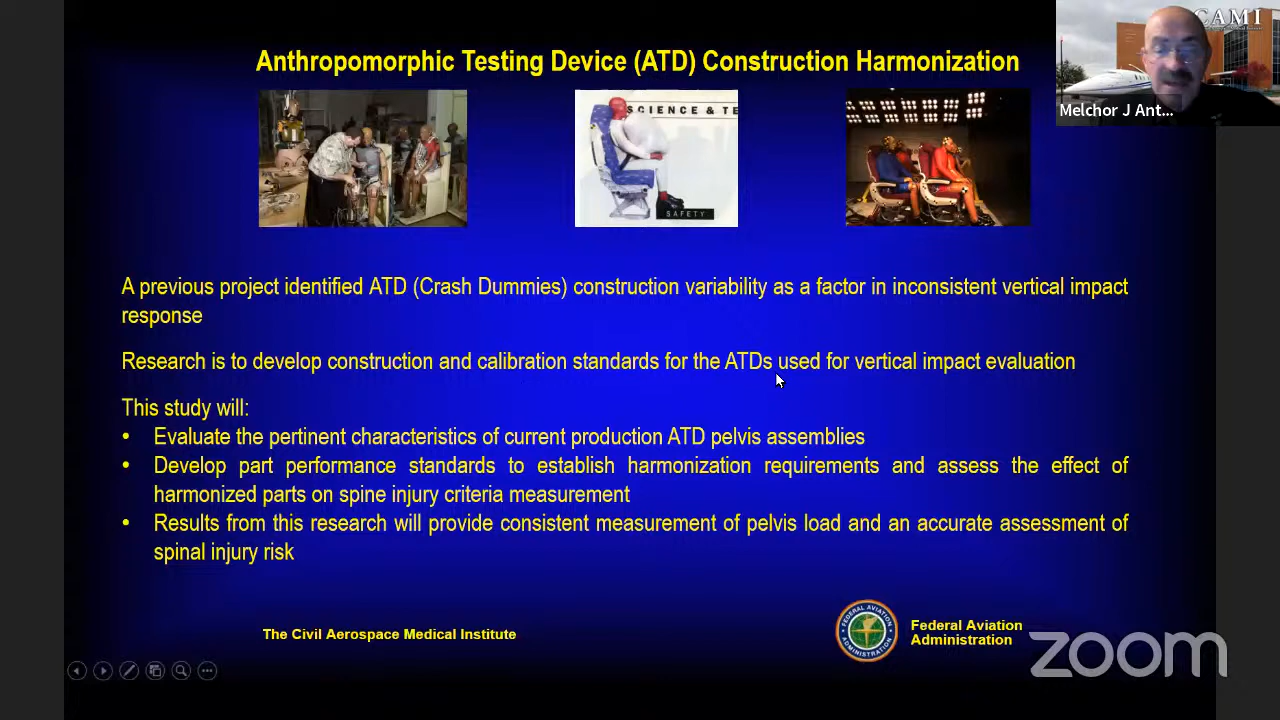 CAMI
Anthropomorphic Testing Device (ATD) Construction Harmonization
Melchor J Ant...
SCIENCE & TE
SAFETY
A previous project identified ATD (Crash Dummies) construction variability as a factor in inconsistent vertical impact
response
Research is to develop construction and calibration standards for the ATDs used for vertical impact evaluation
This study will:
• Evaluate the pertinent characteristics of current production ATD pelvis assemblies
• Develop part performance standards to establish harmonization requirements and assess the effect of
harmonized parts on spine injury criteria measurement
• Results from this research will provide consistent measurement of pelvis load and an accurate assessment of
spinal injury risk
The Civil Aerospace Medical Institute
FEDERAL AVIATION
ADMINISTRATION
Federal Aviation
Administration
zoom